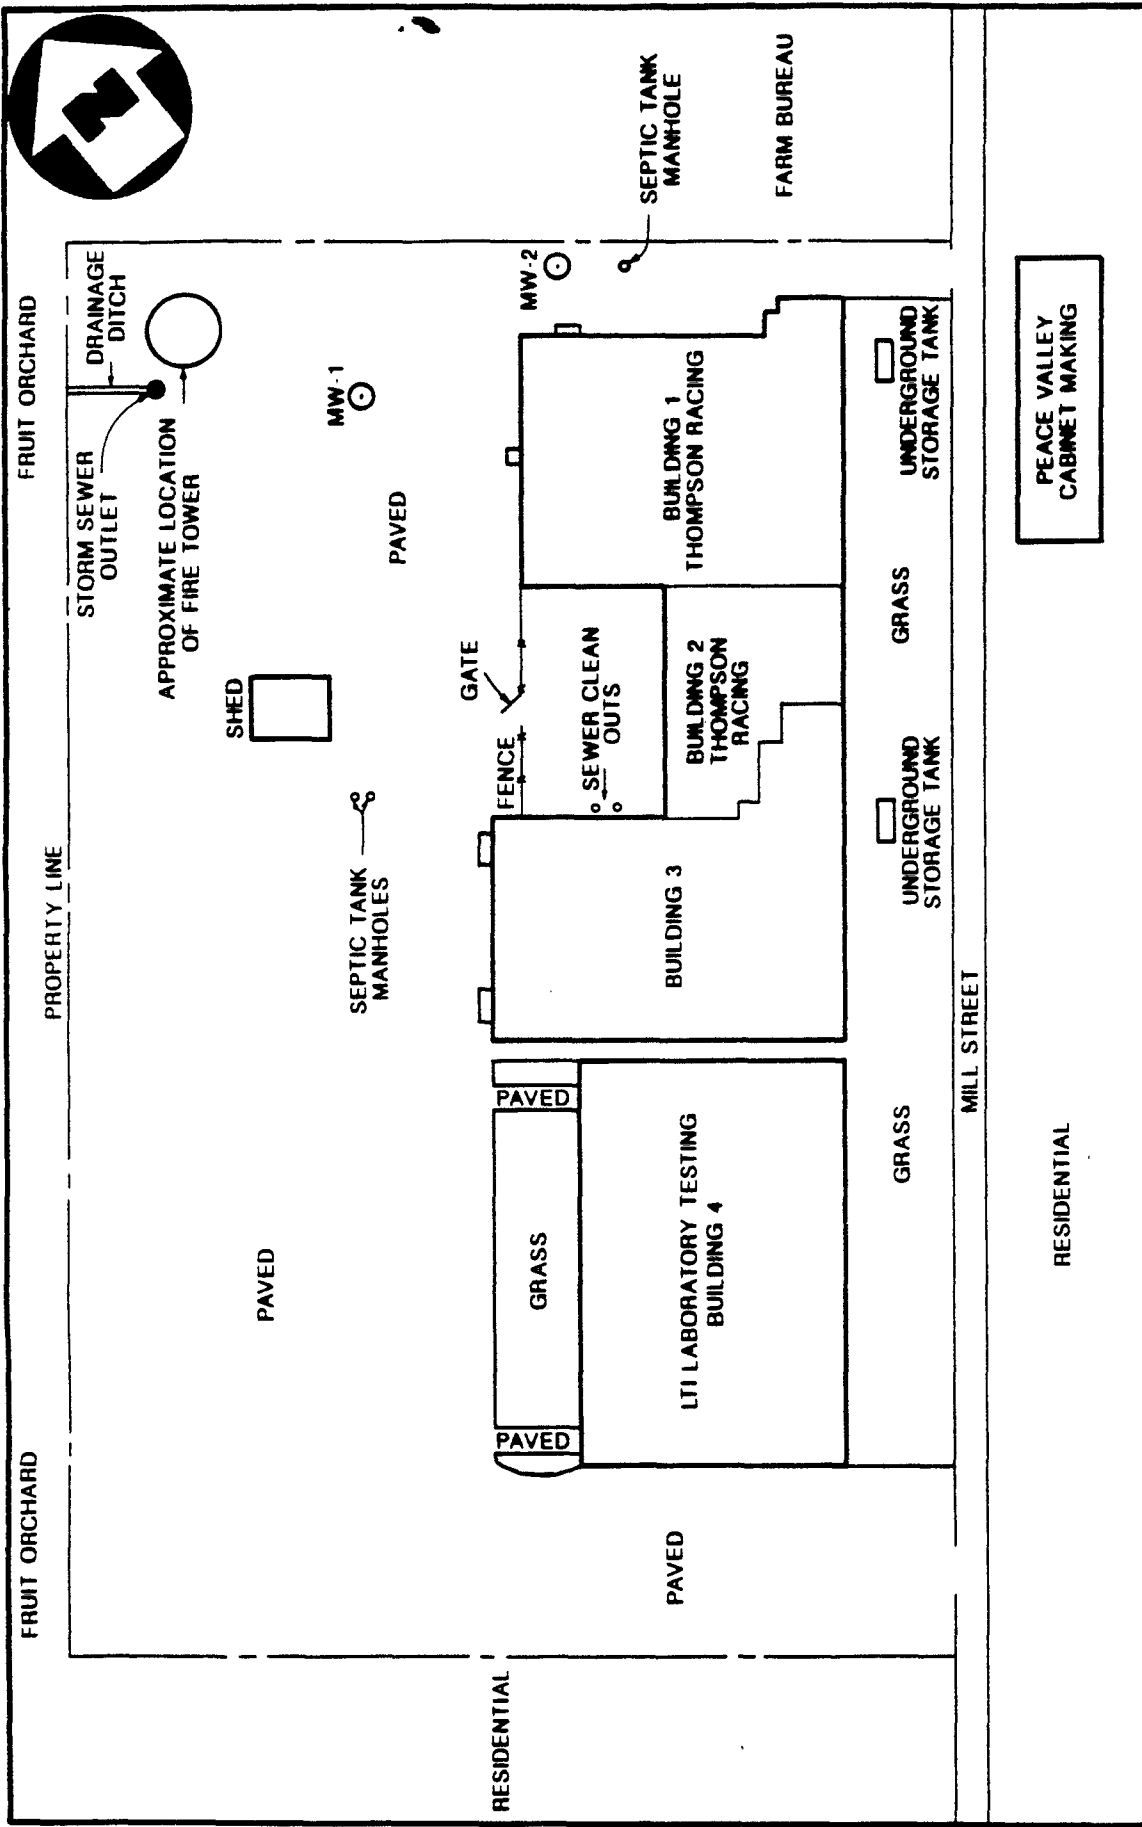 N
FRUIT ORCHARD
FRUIT ORCHARD
PROPERTY LINE
STORM SEWER
OUTLET
DRAINAGE
DITCH
APPROXIMATE LOCATION
OF FIRE TOWER
SHED
PAVED
SEPTIC TANK
MANHOLES
MW-1
PAVED
GATE
FENCE
MW-2
SEPTIC TANK
MANHOLE
FARM BUREAU
RESIDENTIAL
PAVED
GRASS
PAVED
SEWER CLEAN
OUTS
PAVED
LTI LABORATORY TESTING
BUILDING 4
BUILDING 3
BUILDING 2
THOMPSON
RACING
BUILDING 1
THOMPSON RACING
GRASS
UNDERGROUND
STORAGE TANK
GRASS
UNDERGROUND
STORAGE TANK
MILL STREET
RESIDENTIAL
PEACE VALLEY
CABINET MAKING